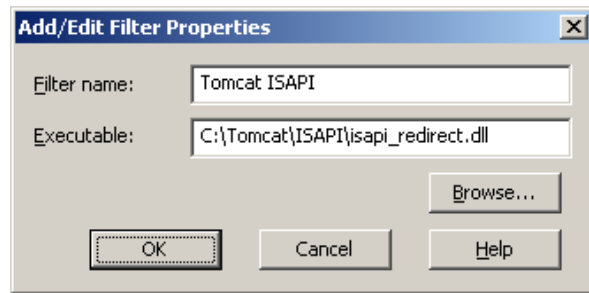 Add/Edit Filter Properties
Filter name: Tomcat ISAPI
Executable: C:\Tomcat\ISAPI\isapi_redirect.dll
Browse...
OK Cancel Help